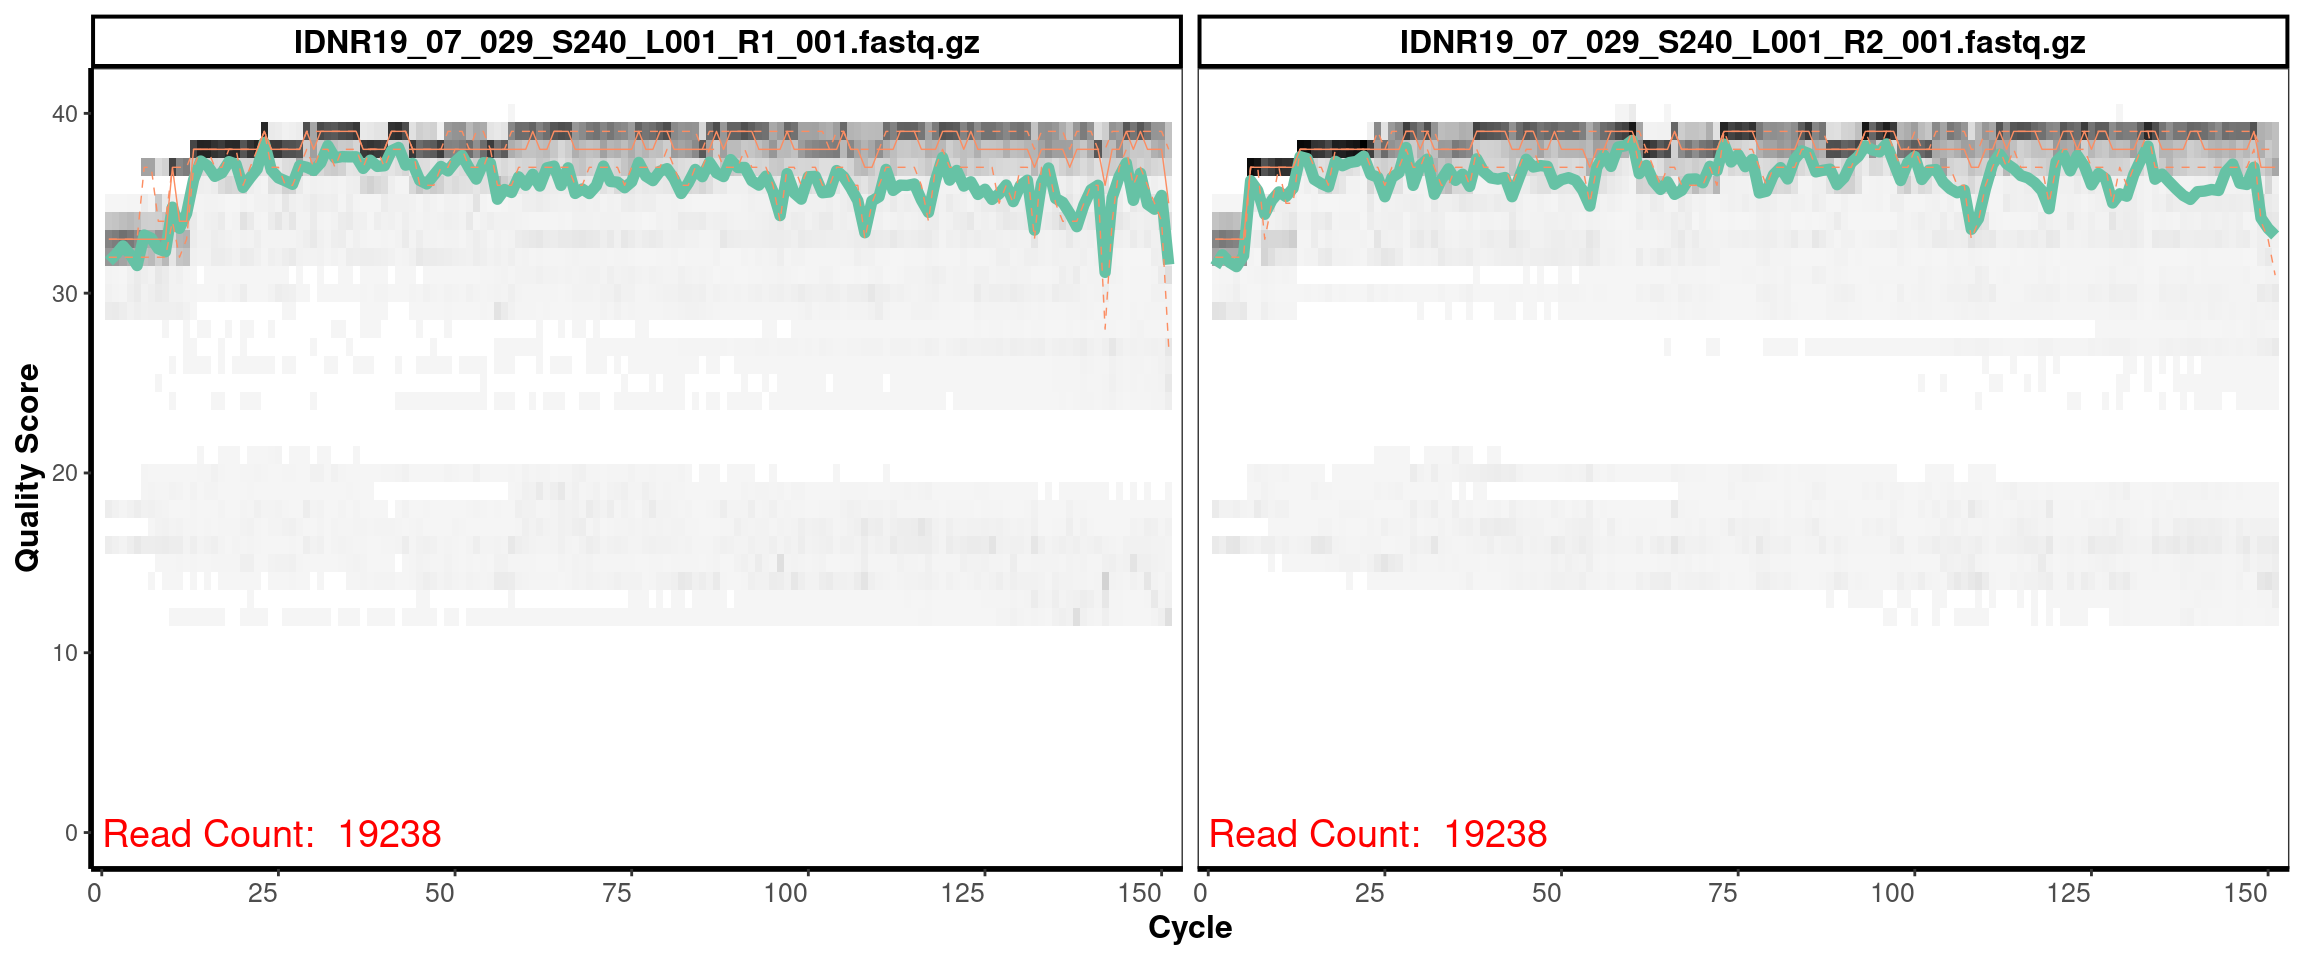 IDNR19_07_029_S240_L001_R1_001.fastq.gz
IDNR19_07_029_S240_L001_R2_001.fastq.gz
Quality Score
40
30
20
10
0
Read Count: 19238
Read Count: 19238
0 25 50 75 100 125 150
0 25 50 75 100 125 150
Cycle